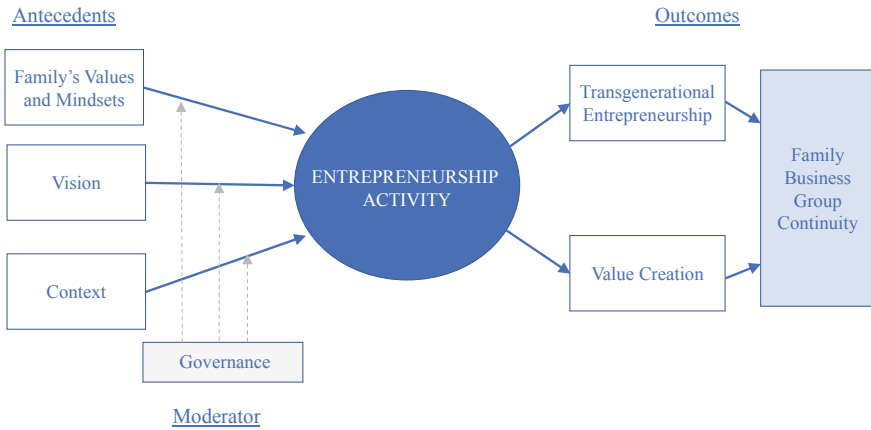 Antecedents
Outcomes
Family's Values
and Mindsets
Vision
Context
ENTREPRENEURSHIP
ACTIVITY
Transgenerational
Entrepreneurship
Value Creation
Family
Business
Group
Continuity
Governance
Moderator